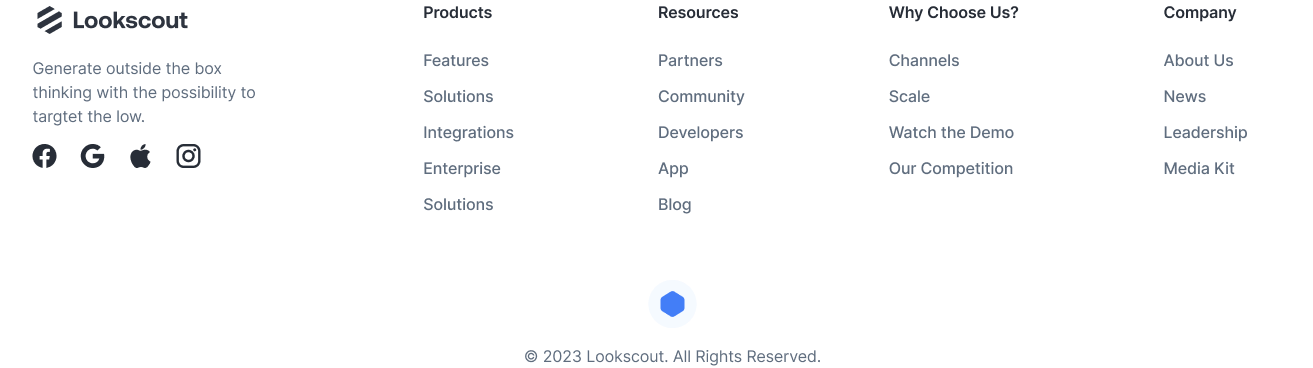 Lookscout
Generate outside the box
thinking with the possibility to
targtet the low.
Products
Features
Solutions
Integrations
Enterprise
Solutions
Resources
Partners
Community
Developers
App
Blog
Why Choose Us?
Channels
Scale
Watch the Demo
Our Competition
Company
About Us
News
Leadership
Media Kit
© 2023 Lookscout. All Rights Reserved.